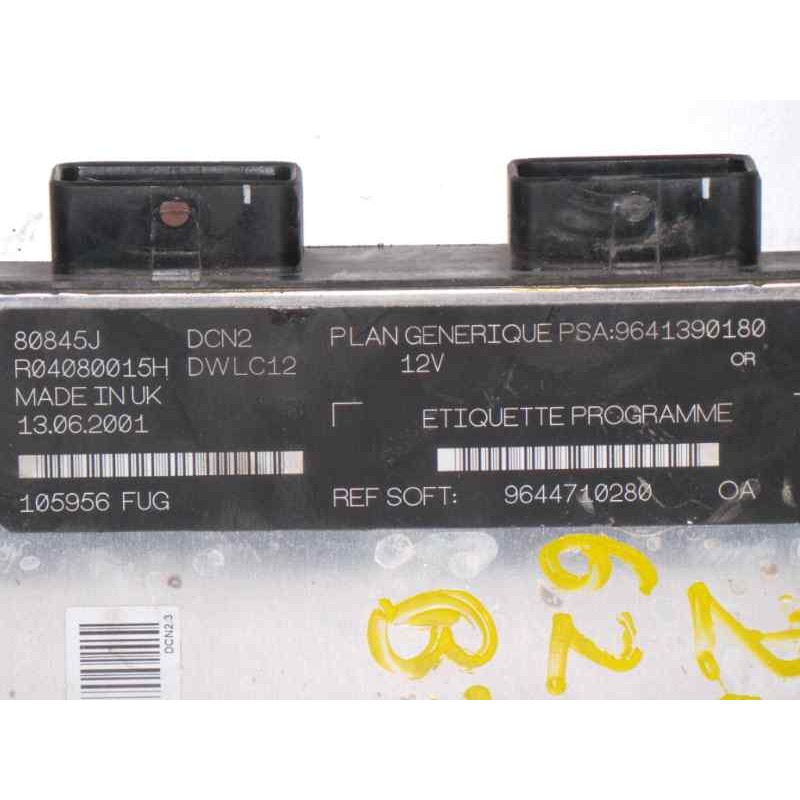 80845J DCN2 PLAN GENERIQUE PSA:9641390180
R04080015H DWLC12 12V OR
MADE IN UK
13.06.2001 ETIQUETTE PROGRAMME
105956 FUG REF SOFT: 9644710280 OA
DCN2.3
62